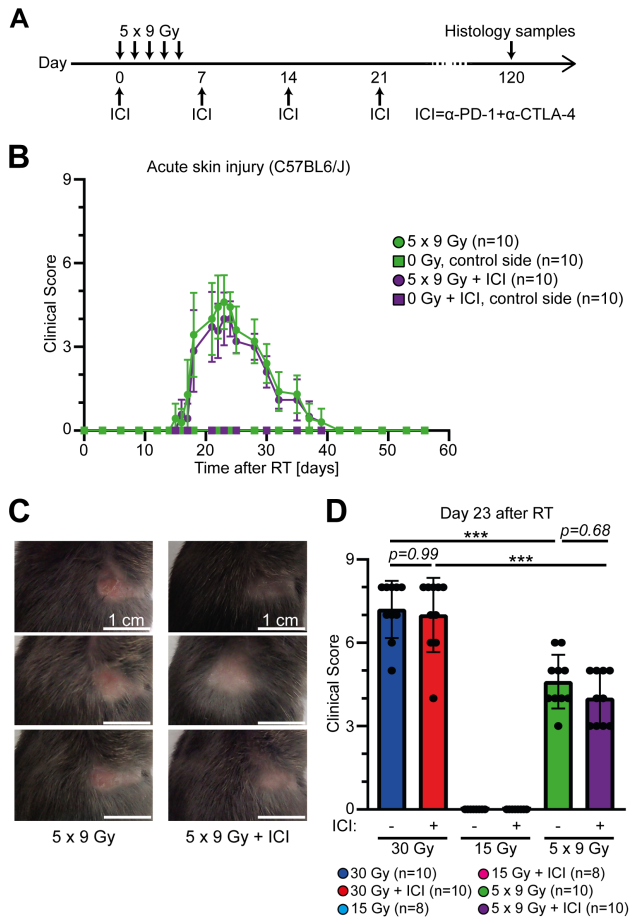 A
5 x 9 Gy
Histology samples
Day
0 7 14 21 120
ICI ICI ICI ICI ICI=α-PD-1+α-CTLA-4
B
Acute skin injury (C57BL6/J)
9
6
3
0
Clinical Score
0 10 20 30 40 50 60
Time after RT [days]
5 x 9 Gy (n=10)
0 Gy, control side (n=10)
5 x 9 Gy + ICI (n=10)
0 Gy + ICI, control side (n=10)
C
1 cm 1 cm
5 x 9 Gy 5 x 9 Gy + ICI
D
Day 23 after RT
*** p=0.68
p=0.99 ***
9
6
3
0
Clinical Score
ICI: - + - + - +
30 Gy 15 Gy 5 x 9 Gy
30 Gy (n=10) 15 Gy + ICI (n=8)
30 Gy + ICI (n=10) 5 x 9 Gy (n=10)
15 Gy (n=8) 5 x 9 Gy + ICI (n=10)